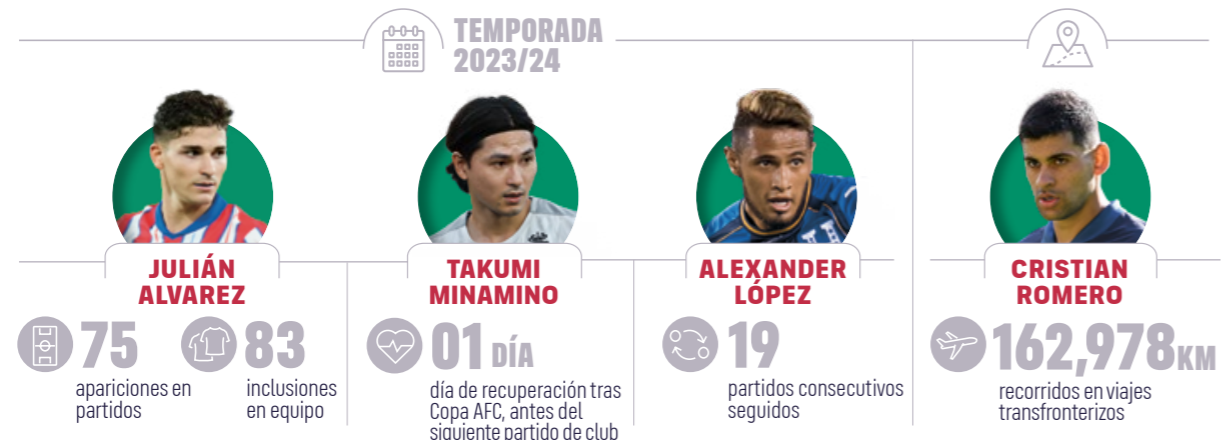 TEMPORADA
2023/24
JULIÁN
ALVAREZ
75
apariciones en
partidos
83
inclusiones
en equipo
TAKUMI
MINAMINO
01 DÍA
día de recuperación tras
Copa AFC, antes del
siguiente partido de club
ALEXANDER
LÓPEZ
19
partidos consecutivos
seguidos
CRISTIAN
ROMERO
162,978KM
recorridos en viajes
transfronterizos